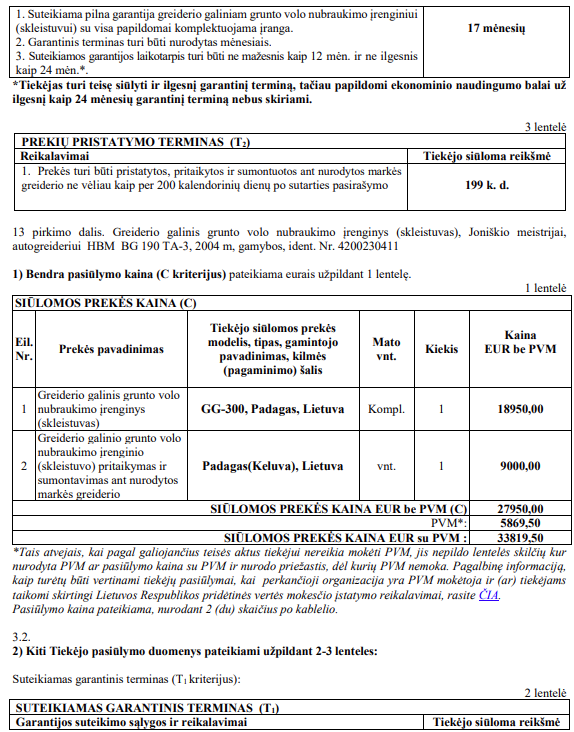 1. Suteikiama pilna garantija greiderio galiniam grunto volo nubraukimo įrenginiui
(skleistuvui) su visa papildomai komplektuojama įranga.
2. Garantinis terminas turi būti nurodytas mėnesiais.
3. Suteikiamos garantijos laikotarpis turi būti ne mažesnis kaip 12 mėn. ir ne ilgesnis
kaip 24 mėn.*.
17 mėnesių
*Tiekėjas turi teisę siūlyti ir ilgesnį garantinį terminą, tačiau papildomi ekonominio naudingumo balai už
ilgesnį kaip 24 mėnesių garantinį terminą nebus skiriami.
3 lentelė
PREKIŲ PRISTATYMO TERMINAS (T2)
Reikalavimai
Tiekėjo siūloma reikšmė
1. Prekės turi būti pristatytos, pritaikytos ir sumontuotos ant nurodytos markės
greiderio ne vėliau kaip per 200 kalendorinių dienų po sutarties pasirašymo
199 k. d.
13 pirkimo dalis. Greiderio galinis grunto volo nubraukimo įrenginys (skleistuvas), Joniškio meistrijai,
autogreideriui HBM BG 190 TA-3, 2004 m, gamybos, ident. Nr. 4200230411
1) Bendra pasiūlymo kaina (C kriterijus) pateikiama eurais užpildant 1 lentelę.
1 lentelė
SIŪLOMOS PREKĖS KAINA (C)
Eil.
Nr.
Prekės pavadinimas
Tiekėjo siūlomos prekės
modelis, tipas, gamintojo
pavadinimas, kilmės
(pagaminimo) šalis
Mato
vnt.
Kiekis
Kaina
EUR be PVM
1
Greiderio galinis grunto volo
nubraukimo įrenginys
(skleistuvas)
GG-300, Padagas, Lietuva
Kompl.
1
18950,00
2
Greiderio galinio grunto volo
nubraukimo įrenginio
(skleistuvo) pritaikymas ir
sumontavimas ant nurodytos
markės greiderio
Padagas(Keluva), Lietuva
vnt.
1
9000,00
SIŪLOMOS PREKĖS KAINA EUR be PVM (C)
27950,00
PVM*:
5869,50
SIŪLOMOS PREKĖS KAINA EUR su PVM :
33819,50
*Tais atvejais, kai pagal galiojančius teisės aktus tiekėjui nereikia mokėti PVM, jis nepildo lentelės skilčių kur
nurodyta PVM ar pasiūlymo kaina su PVM ir nurodo priežastis, dėl kurių PVM nemoka. Pagalbinę informaciją,
kaip turėtų būti vertinami tiekėjų pasiūlymai, kai perkančioji organizacija yra PVM mokėtoja ir (ar) tiekėjams
taikomi skirtingi Lietuvos Respublikos pridėtinės vertės mokesčio įstatymo reikalavimai, rasite ČIA.
Pasiūlymo kaina pateikiama, nurodant 2 (du) skaičius po kablelio.
3.2.
2) Kiti Tiekėjo pasiūlymo duomenys pateikiami užpildant 2-3 lenteles:
Suteikiamas garantinis terminas (T1 kriterijus):
2 lentelė
SUTEIKIAMAS GARANTINIS TERMINAS (T1)
Garantijos suteikimo sąlygos ir reikalavimai
Tiekėjo siūloma reikšmė